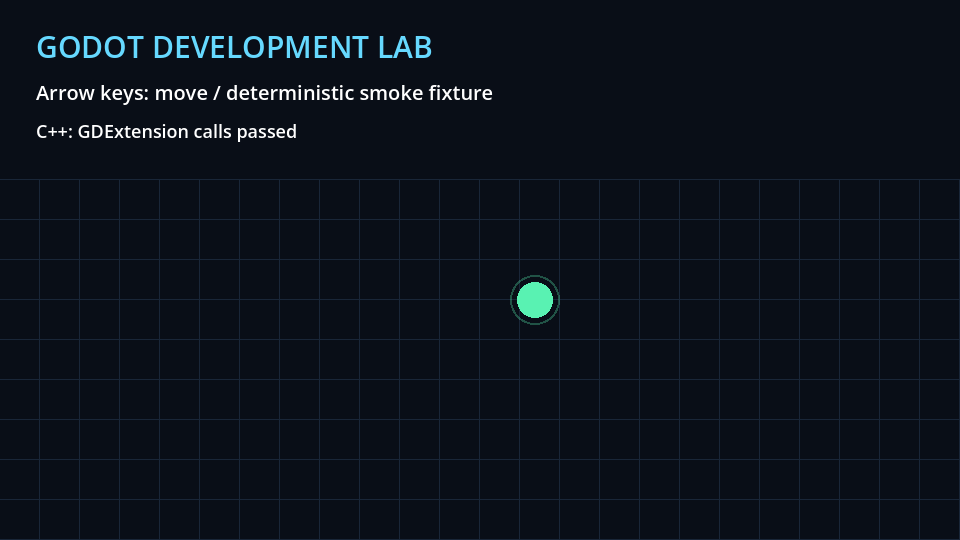 GODOT DEVELOPMENT LAB
Arrow keys: move / deterministic smoke fixture
C++: GDExtension calls passed